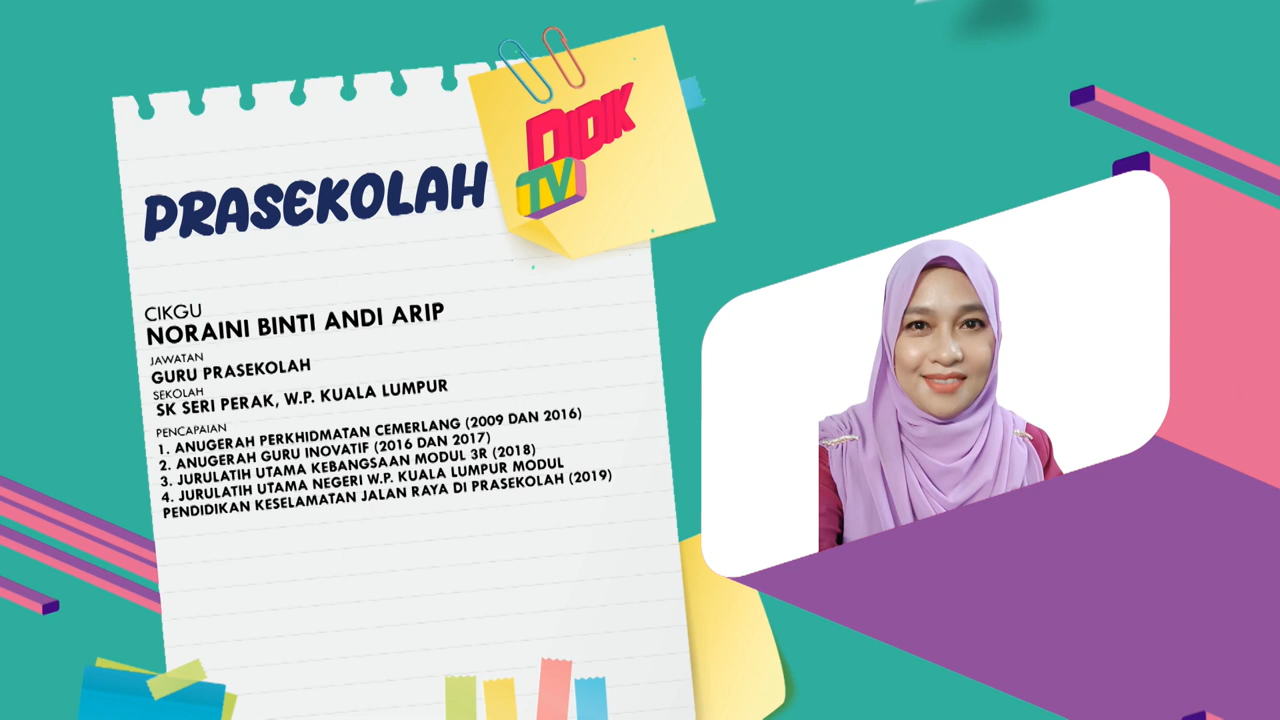 DIDIK
TV
PRASEKOLAH
CIKGU
NORAINI BINTI ANDI ARIP
JAWATAN
GURU PRASEKOLAH
SEKOLAH
SK SERI PERAK, W.P. KUALA LUMPUR
PENCAPAIAN
1. ANUGERAH PERKHIDMATAN CEMERLANG (2009 DAN 2016)
2. ANUGERAH GURU INOVATIF (2016 DAN 2017)
3. JURULATIH UTAMA KEBANGSAAN MODUL 3R (2018)
4. JURULATIH UTAMA NEGERI W.P. KUALA LUMPUR MODUL
PENDIDIKAN KESELAMATAN JALAN RAYA DI PRASEKOLAH (2019)